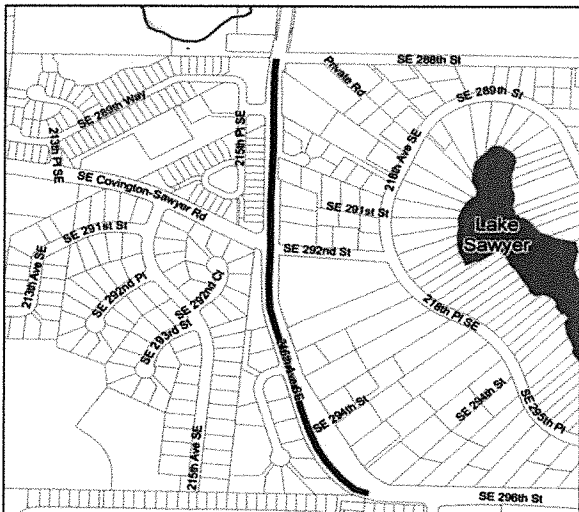 SE 288th St
Private Rd
SE 289th St
SE 289th Way
213th Pl SE
215th Pl SE
218th Ave SE
SE Covington-Sawyer Rd
SE 291st St
SE 291st St
Lake
Sawyer
SE 292nd St
213th Ave SE
SE 292nd Pl
SE 292nd Ct
SE 293rd St
218th Pl SE
SE 294th St
SE 294th St
SE 295th Pl
215th Ave SE
SE 296th St